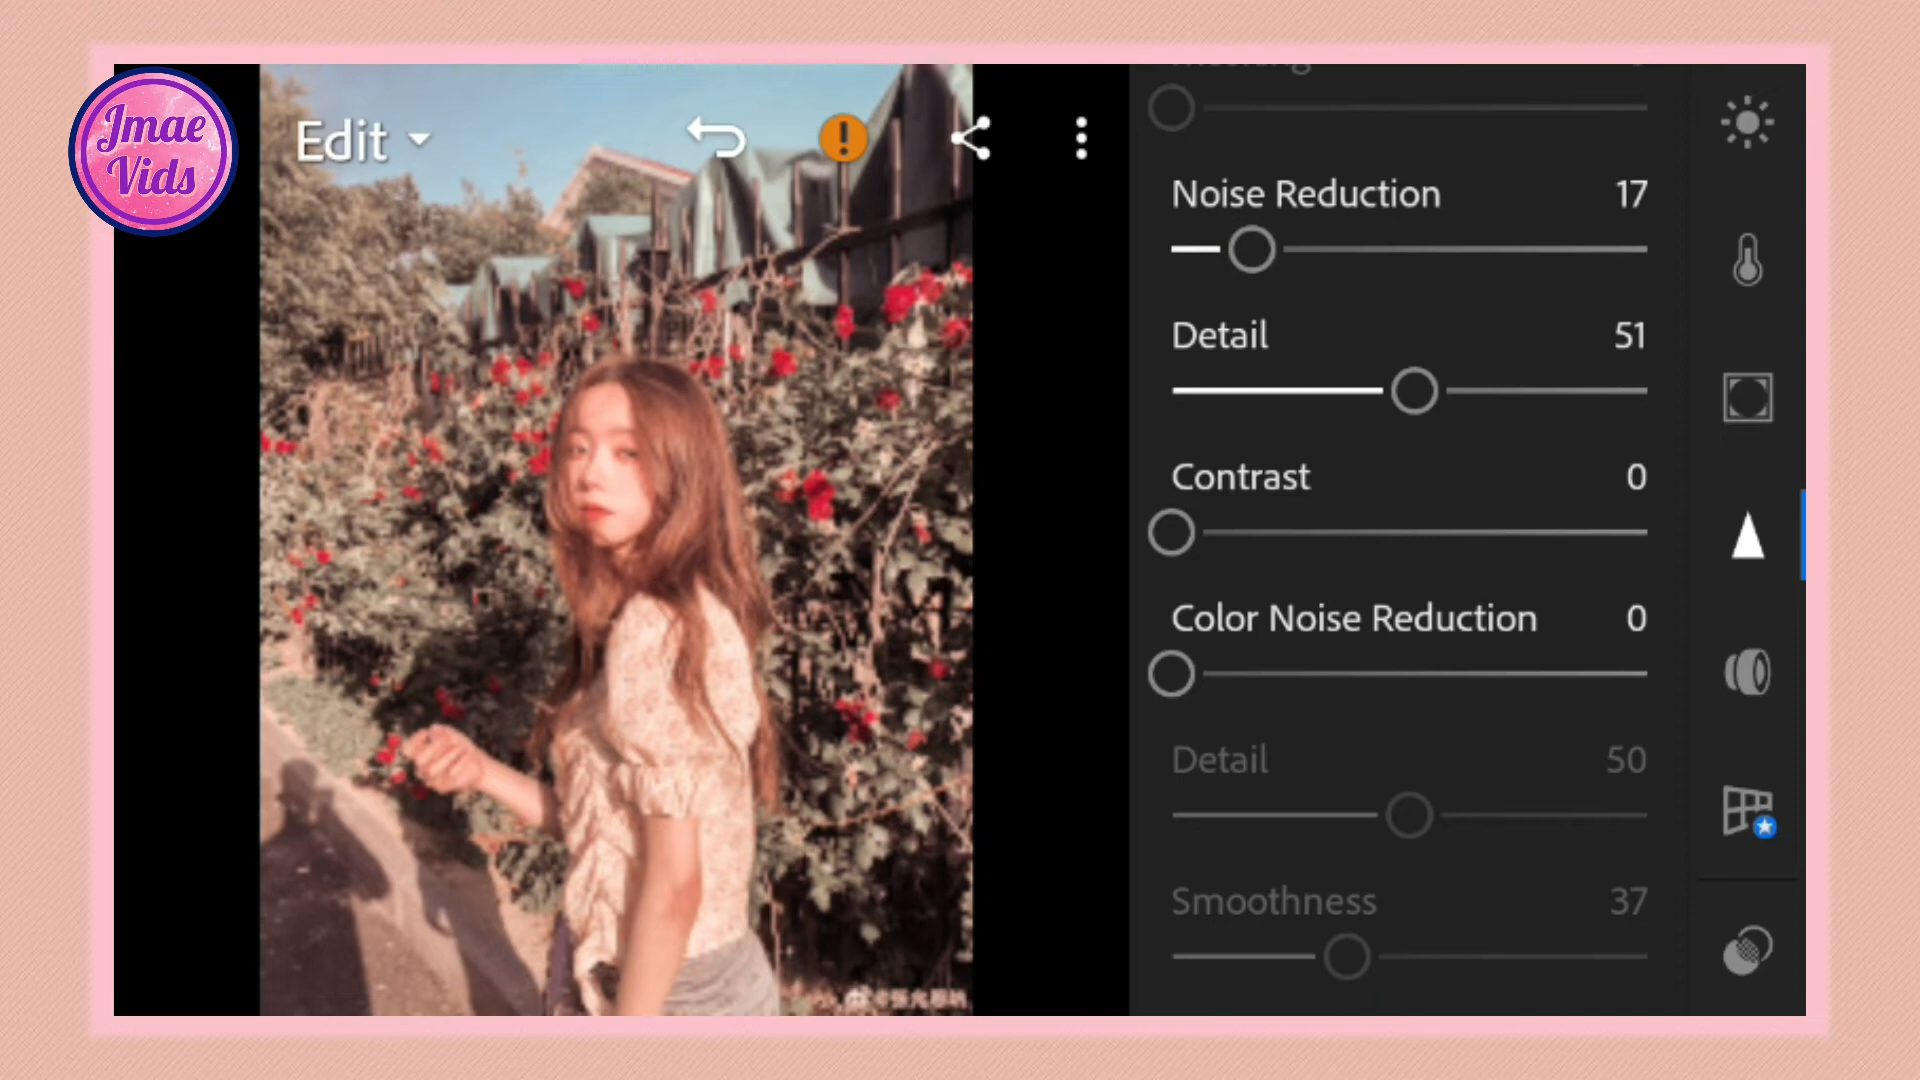 Jmae
Vids
Edit
Noise Reduction 17
Detail 51
Contrast 0
Color Noise Reduction 0
Detail 50
Smoothness 37